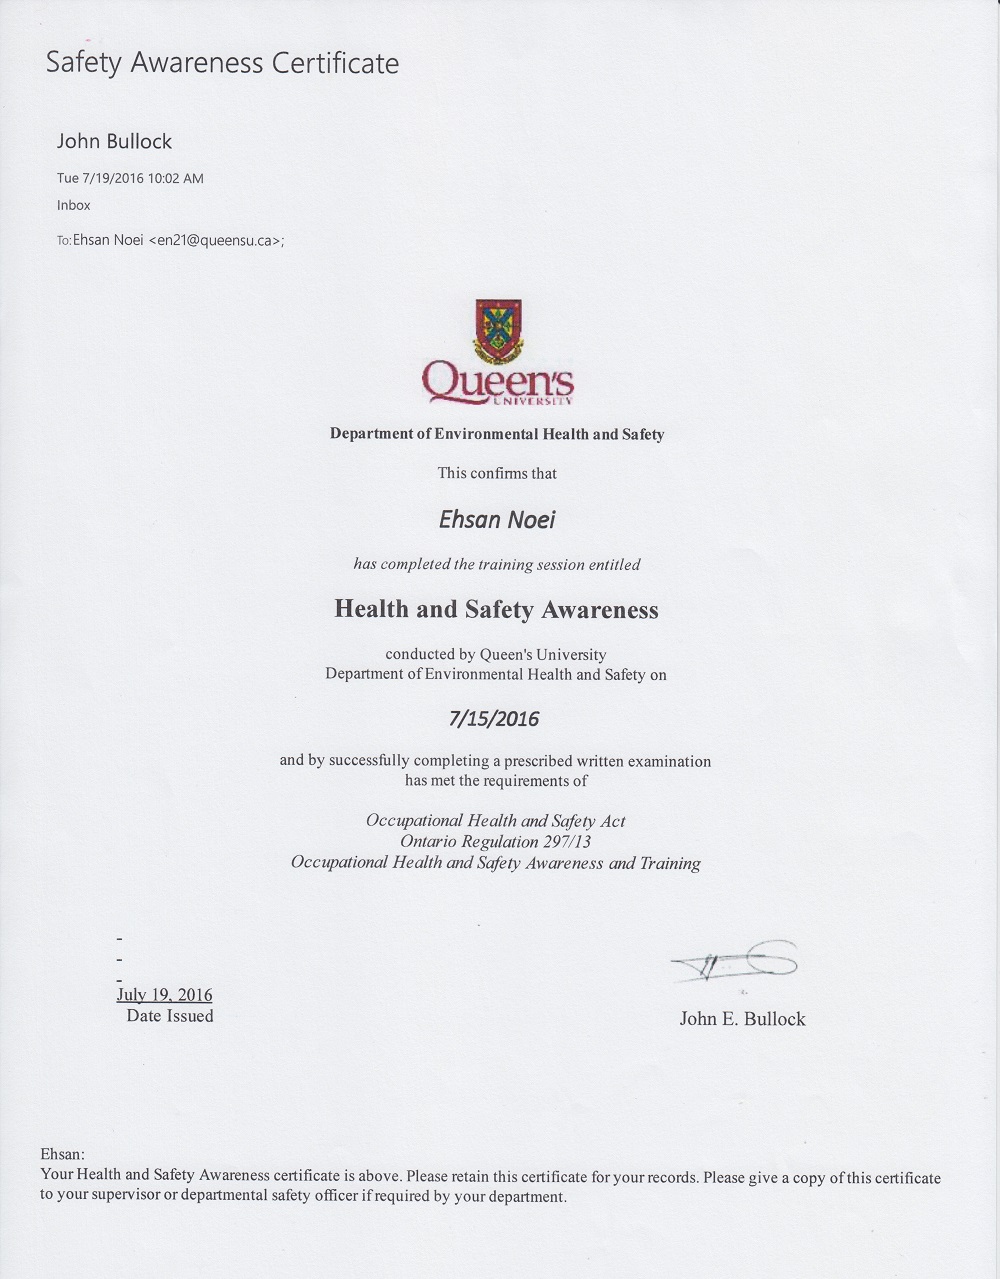 Safety Awareness Certificate
John Bullock
Tue 7/19/2016 10:02 AM
Inbox
To: Ehsan Noei <en21@queensu.ca>;
Queen's
UNIVERSITY
Department of Environmental Health and Safety
This confirms that
Ehsan Noei
has completed the training session entitled
Health and Safety Awareness
conducted by Queen's University
Department of Environmental Health and Safety on
7/15/2016
and by successfully completing a prescribed written examination
has met the requirements of
Occupational Health and Safety Act
Ontario Regulation 297/13
Occupational Health and Safety Awareness and Training
-
-
-
July 19, 2016
Date Issued
John E. Bullock
Ehsan:
Your Health and Safety Awareness certificate is above. Please retain this certificate for your records. Please give a copy of this certificate
to your supervisor or departmental safety officer if required by your department.